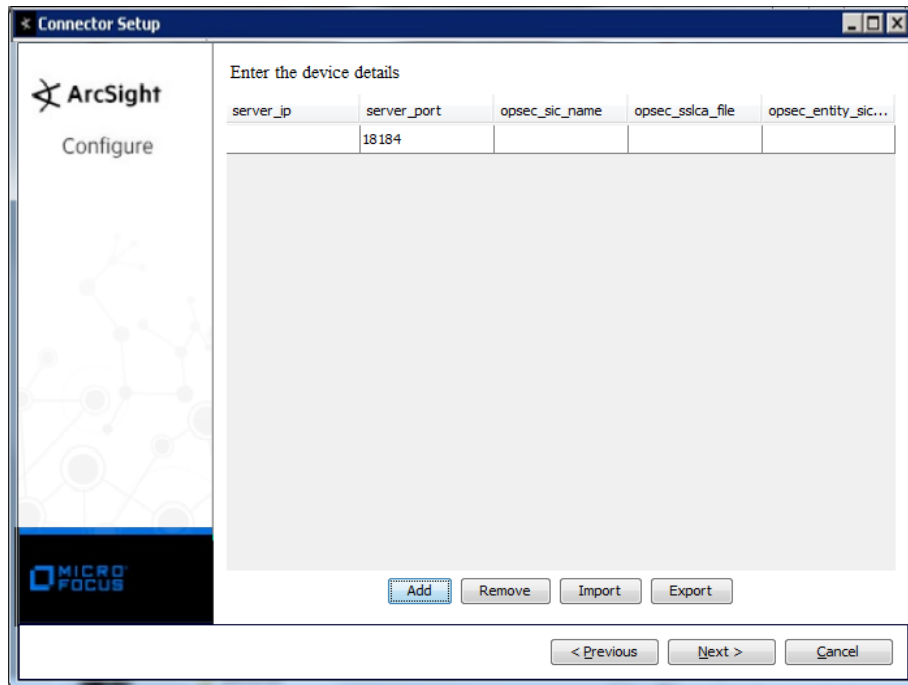 Connector Setup
ArcSight
Configure
Enter the device details
server_ip server_port opsec_sic_name opsec_sslca_file opsec_entity_sic...
18184
MICRO
FOCUS
Add Remove Import Export
< Previous Next > Cancel